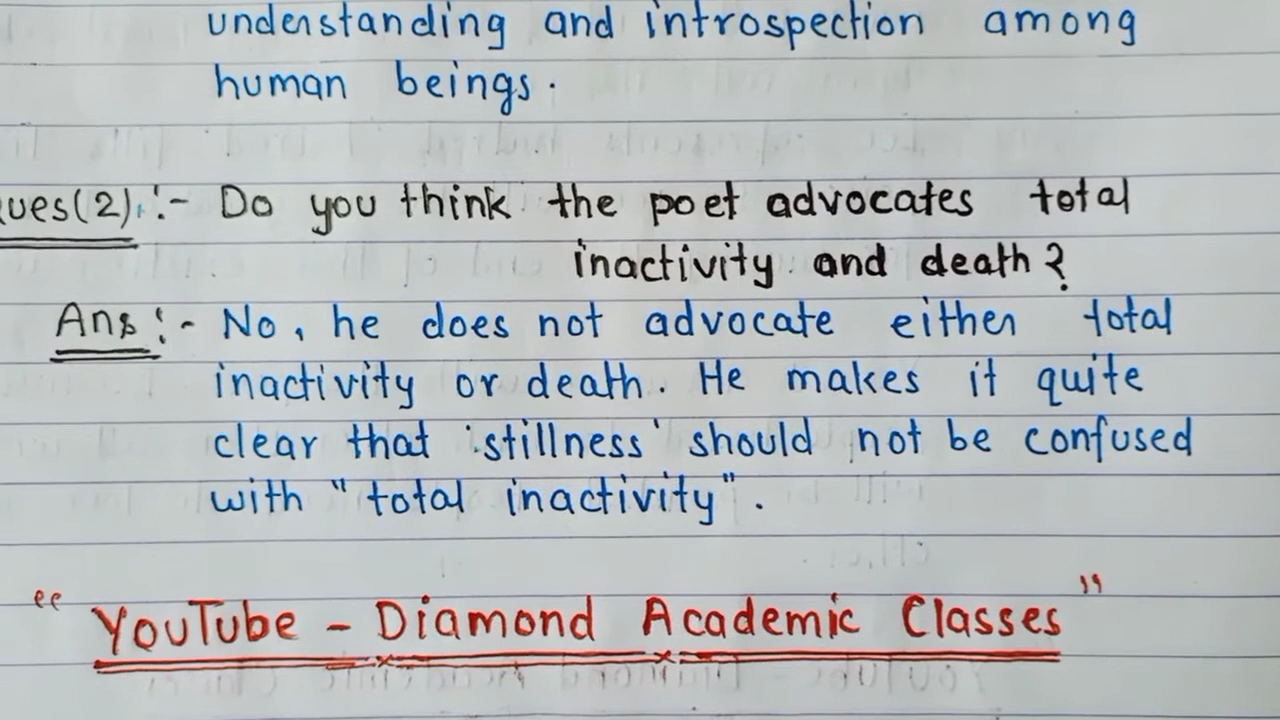 understanding and introspection among
human beings.
ues(2).:- Do you think the poet advocates total
inactivity and death?
Ans:- No, he does not advocate either total
inactivity or death. He makes it quite
clear that 'stillness' should not be confused
with "total inactivity".
"YouTube - Diamond Academic Classes"